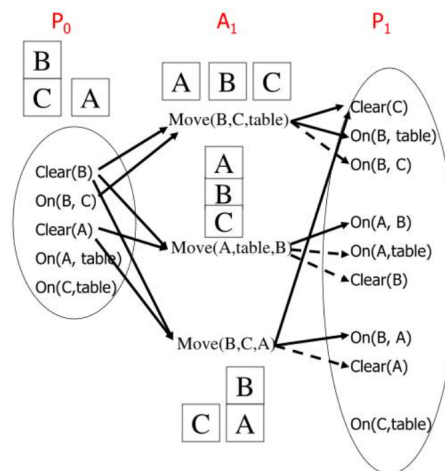 P0 A1 P1
B
C A
A B C
Move(B,C,table)
Clear(C)
On(B, table)
On(B, C)
Clear(B)
On(B, C)
Clear(A)
On(A, table)
On(C,table)
A
B
C
Move(A,table,B)
On(A, B)
On(A,table)
Clear(B)
Move(B,C,A)
On(B, A)
Clear(A)
B
C A
On(C,table)